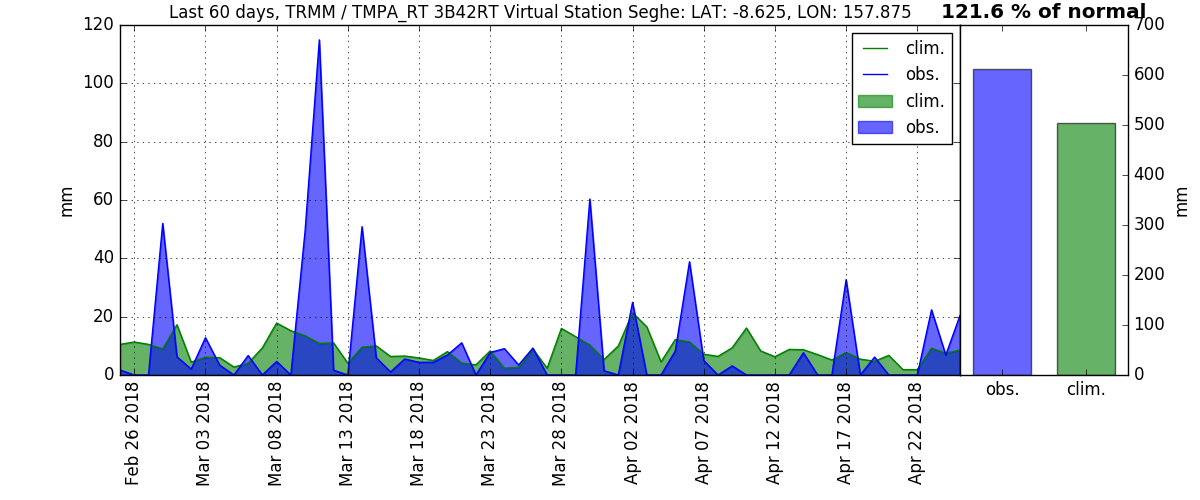 Last 60 days, TRMM / TMPA_RT 3B42RT Virtual Station Seghe: LAT: -8.625, LON: 157.875
121.6 % of normal
120
100
80
60
40
20
0
mm
clim.
obs.
clim.
obs.
700
600
500
400
300
200
100
0
mm
Feb 26 2018
Mar 03 2018
Mar 08 2018
Mar 13 2018
Mar 18 2018
Mar 23 2018
Mar 28 2018
Apr 02 2018
Apr 07 2018
Apr 12 2018
Apr 17 2018
Apr 22 2018
obs.
clim.